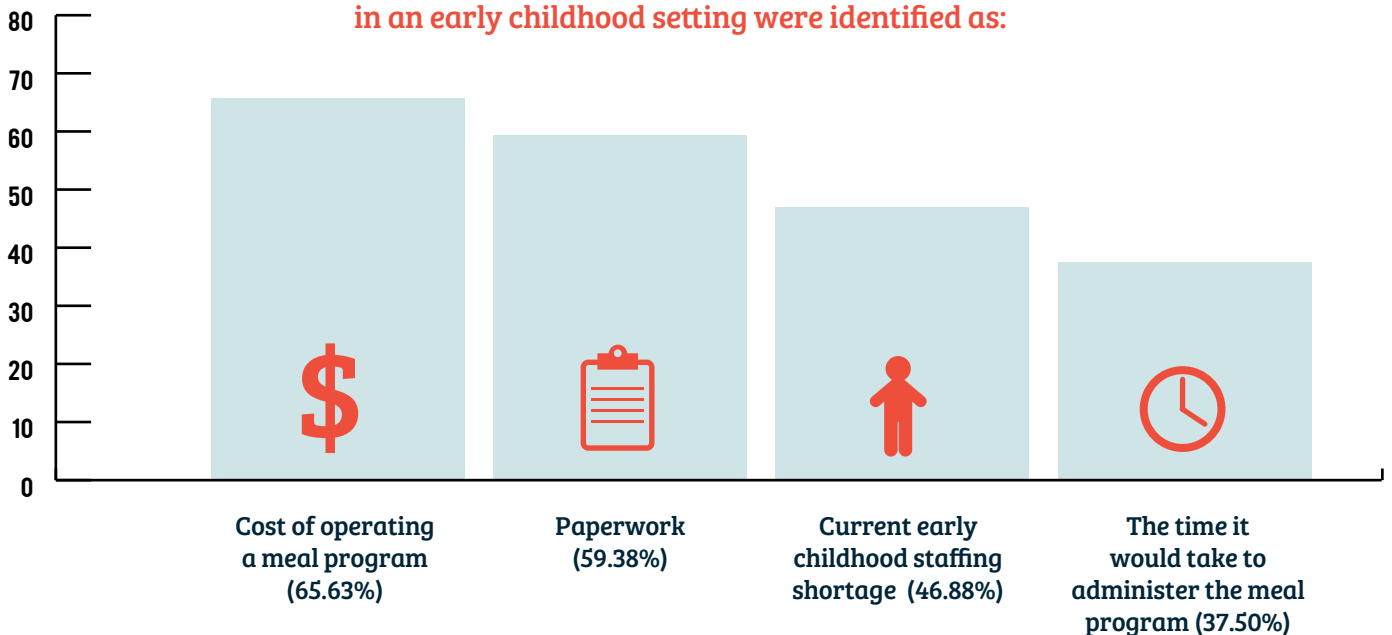 in an early childhood setting were identified as:
80
70
60
50
40
30
20
10
0
Cost of operating
a meal program
(65.63%)
Paperwork
(59.38%)
Current early
childhood staffing
shortage (46.88%)
The time it
would take to
administer the meal
program (37.50%)
$